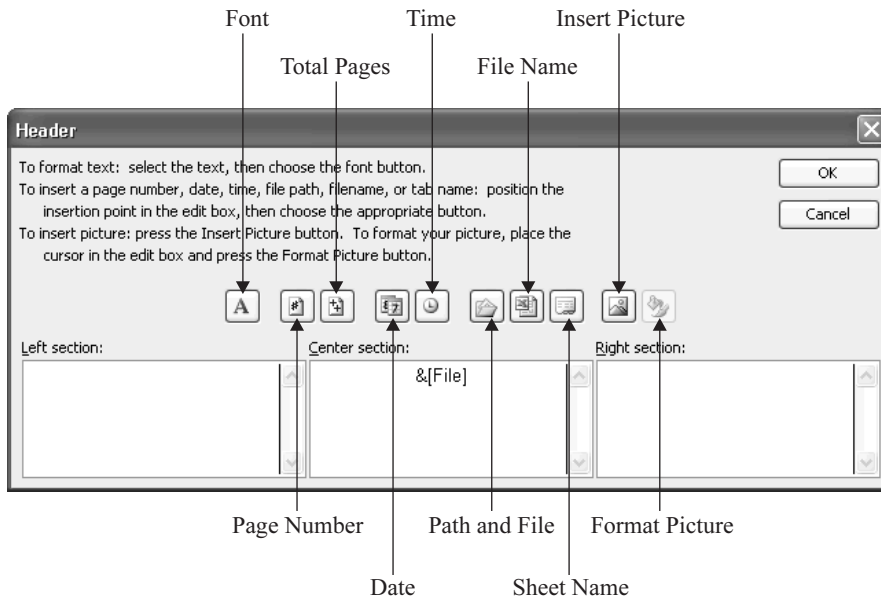 Font Time Insert Picture
Total Pages File Name
Header
To format text: select the text, then choose the font button.
To insert a page number, date, time, file path, filename, or tab name: position the
insertion point in the edit box, then choose the appropriate button.
To insert picture: press the Insert Picture button. To format your picture, place the
cursor in the edit box and press the Format Picture button.
OK
Cancel
A
Left section: Center section: Right section:
&[File]
Page Number Path and File Format Picture
Date Sheet Name